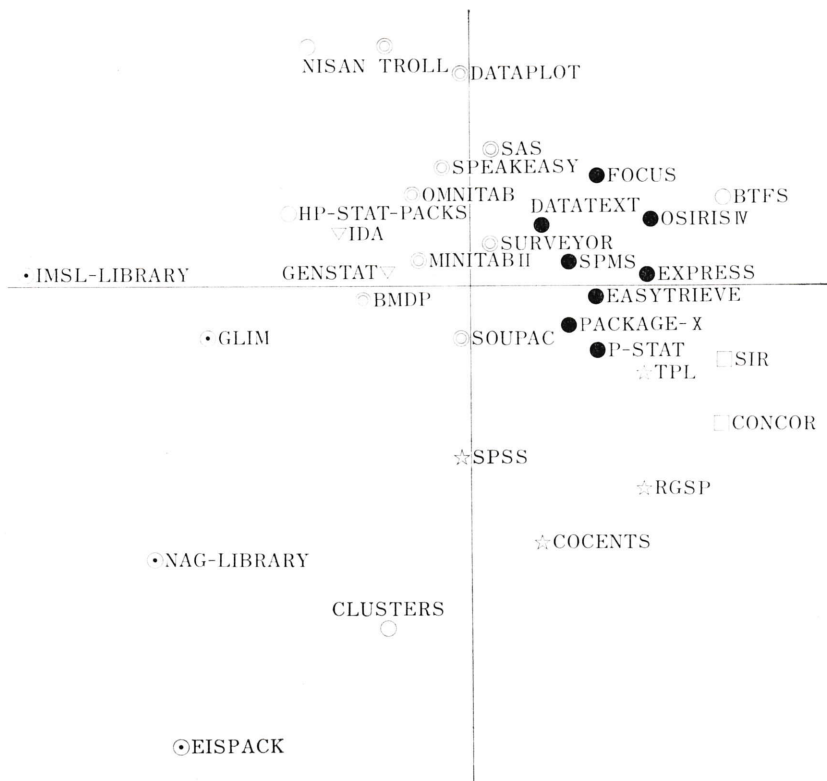 NISAN TROLL
DATAPLOT
SAS
SPEAKEASY
FOCUS
OMNITAB
BTFS
HP-STAT-PACKS
DATATEXT
OSIRIS Ⅳ
IDA
SURVEYOR
MINITAB Ⅱ
SPMS
IMSL-LIBRARY
GENSTAT
EXPRESS
BMDP
EASYTRIEVE
PACKAGE-X
GLIM
SOUPAC
P-STAT
SIR
TPL
CONCOR
SPSS
RGSP
COCENTS
NAG-LIBRARY
CLUSTERS
EISPACK